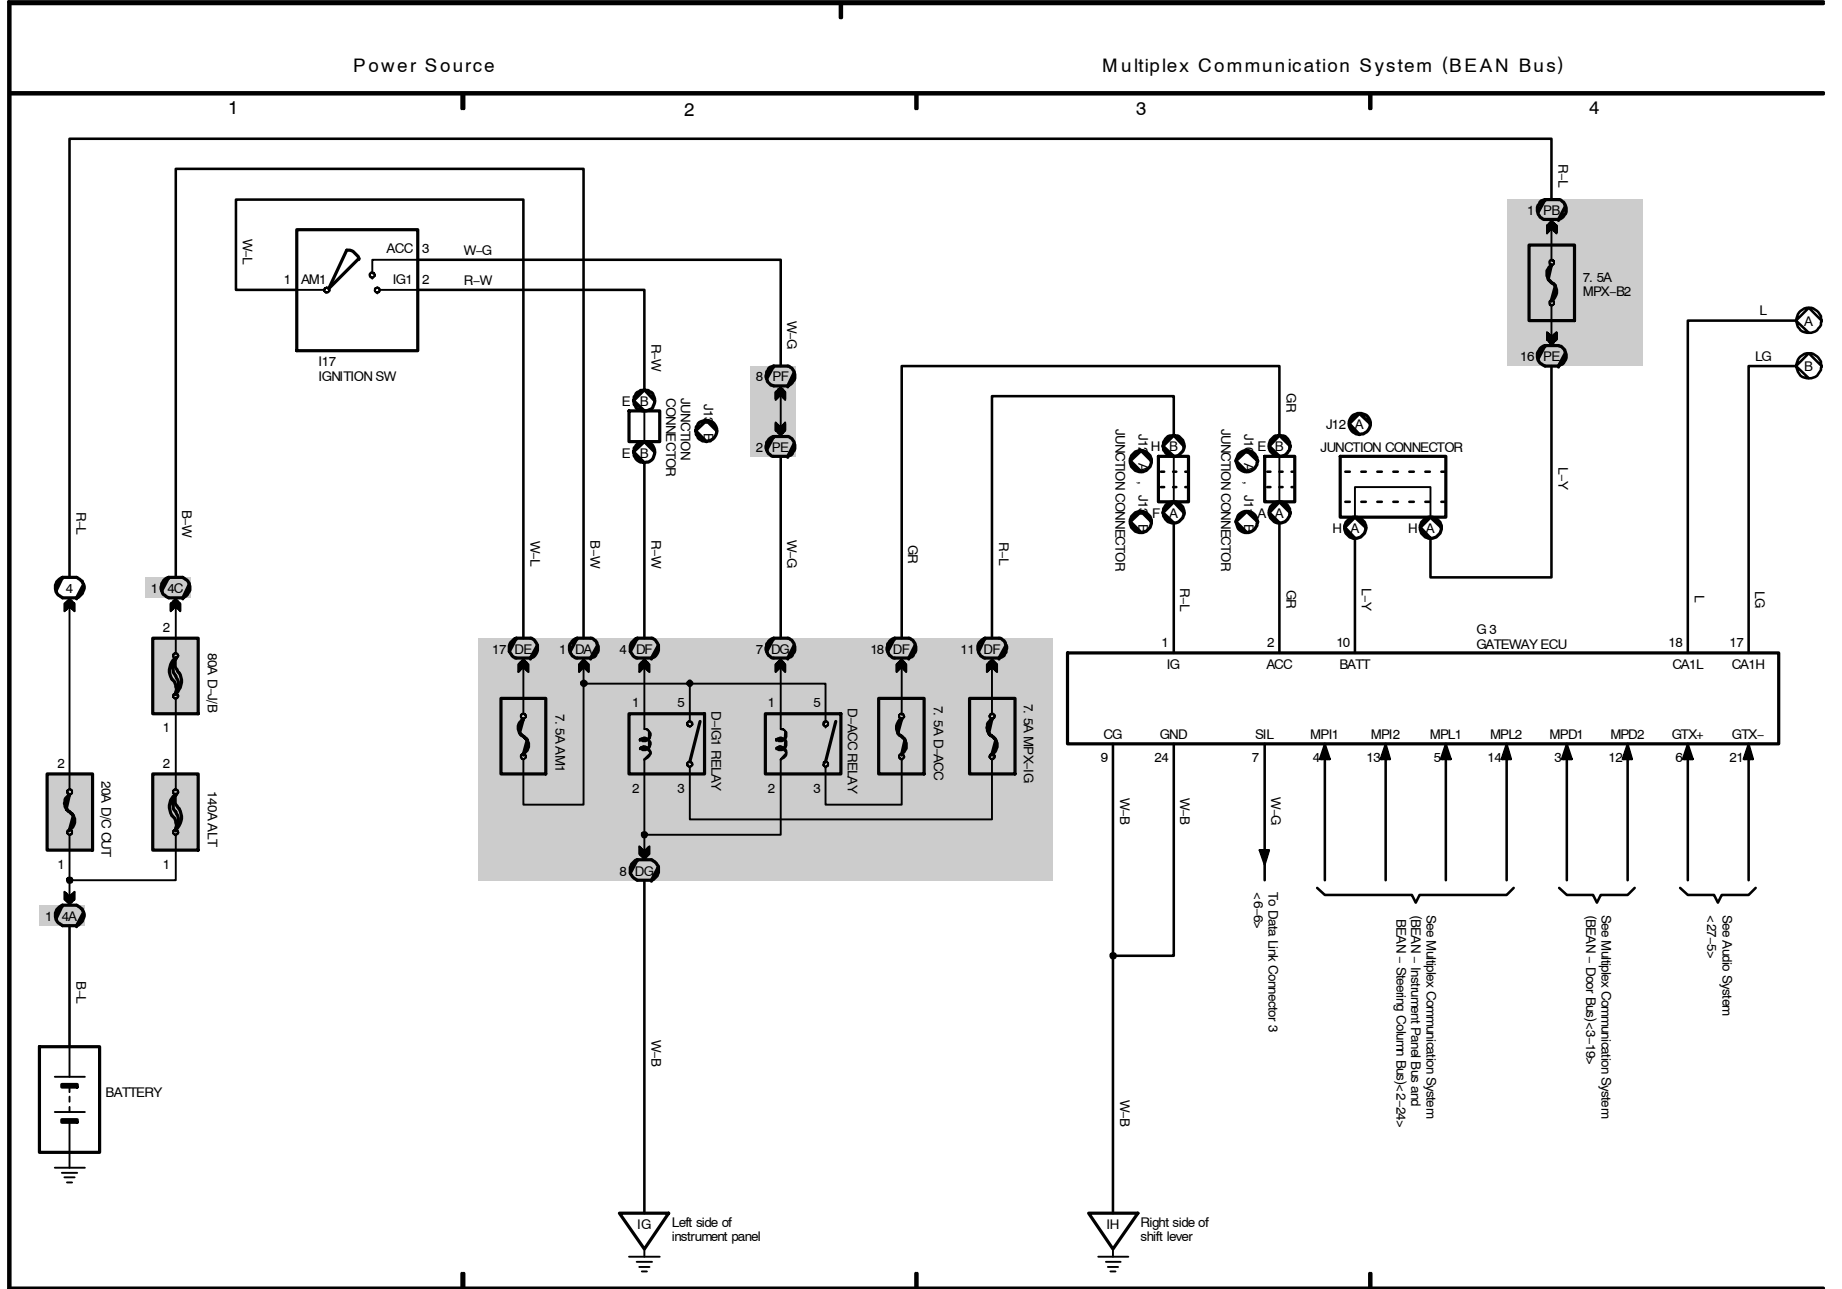 Power Source
Multiplex Communication System (BEAN Bus)
1
2
3
4
R–L
1 PB
7. 5A
MPX–B2
16 PE
L–Y
W–L
1 AM1
ACC 3
IG1 2
I17
IGNITION SW
W–G
R–W
R–W
E B
E B
JUNCTION
CONNECTOR
R–W
W–G
8 PF
2 PE
W–G
R–L
B–W
W–L
B–W
4
1 4C
2
80A D–J/B
1
2
20A D/C CUT
1
2
140A ALT
1
1 4A
B–L
BATTERY
17 DE
1 DA
4 DF
7 DG
18 DF
11 DF
7. 5A AM1
1
5
2
3
D–IG1 RELAY
1
5
2
3
D–ACC RELAY
7. 5A D–ACC
7. 5A MPX–IG
8 DG
W–B
IG
Left side of
instrument panel
GR
R–L
H B
F A
JUNCTION CONNECTOR
R–L
GR
E B
A A
JUNCTION CONNECTOR
GR
J12 A
JUNCTION CONNECTOR
H A
H A
L–Y
L
A
LG
B
L
LG
G 3
GATEWAY ECU
1
IG
2
ACC
10
BATT
18
CA1L
17
CA1H
CG
9
GND
24
SIL
7
MPI1
4
MPI2
13
MPL1
5
MPL2
14
MPD1
3
MPD2
12
GTX+
6
GTX–
21
W–B
W–B
W–G
To Data Link Connector 3
<6–6>
See Multiplex Communication System
(BEAN – Instrument Panel Bus and
BEAN – Steering Column Bus)<2–24>
See Multiplex Communication System
(BEAN – Door Bus)<3–19>
See Audio System
<27–5>
W–B
IH
Right side of
shift lever